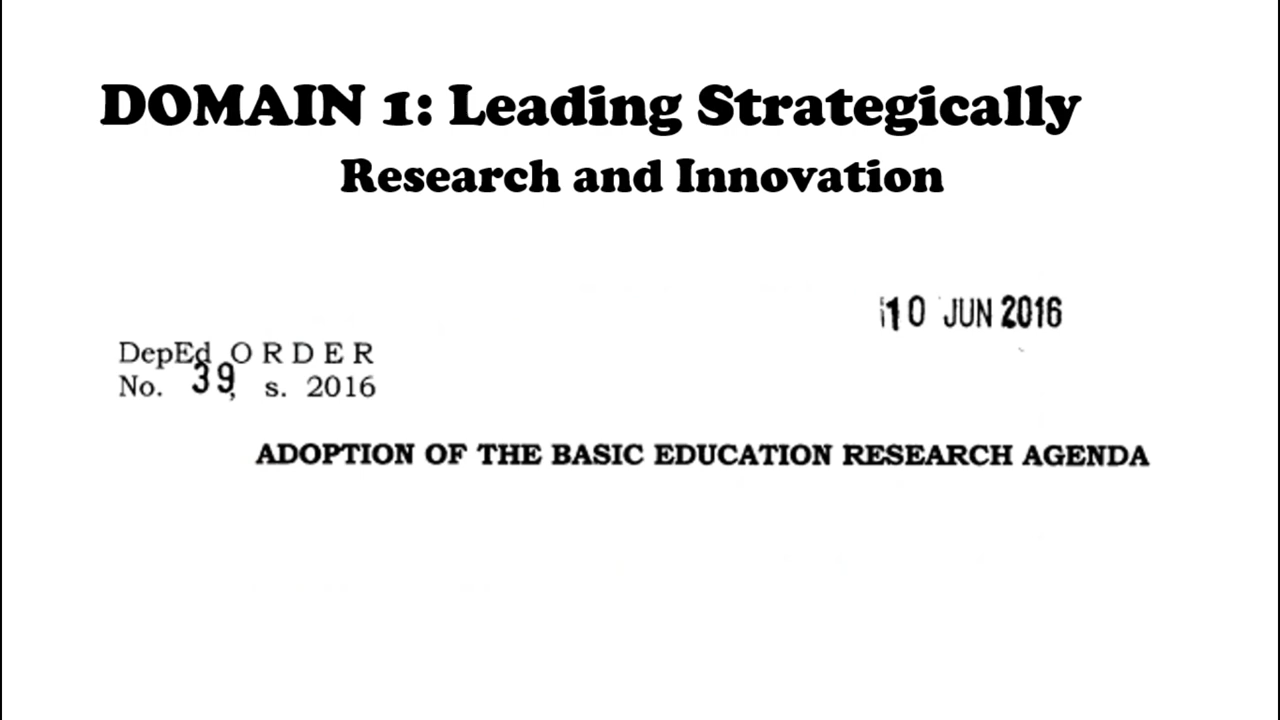 DOMAIN 1: Leading Strategically
Research and Innovation
10 JUN 2016
DepEd ORDER
No. 39, s. 2016
ADOPTION OF THE BASIC EDUCATION RESEARCH AGENDA